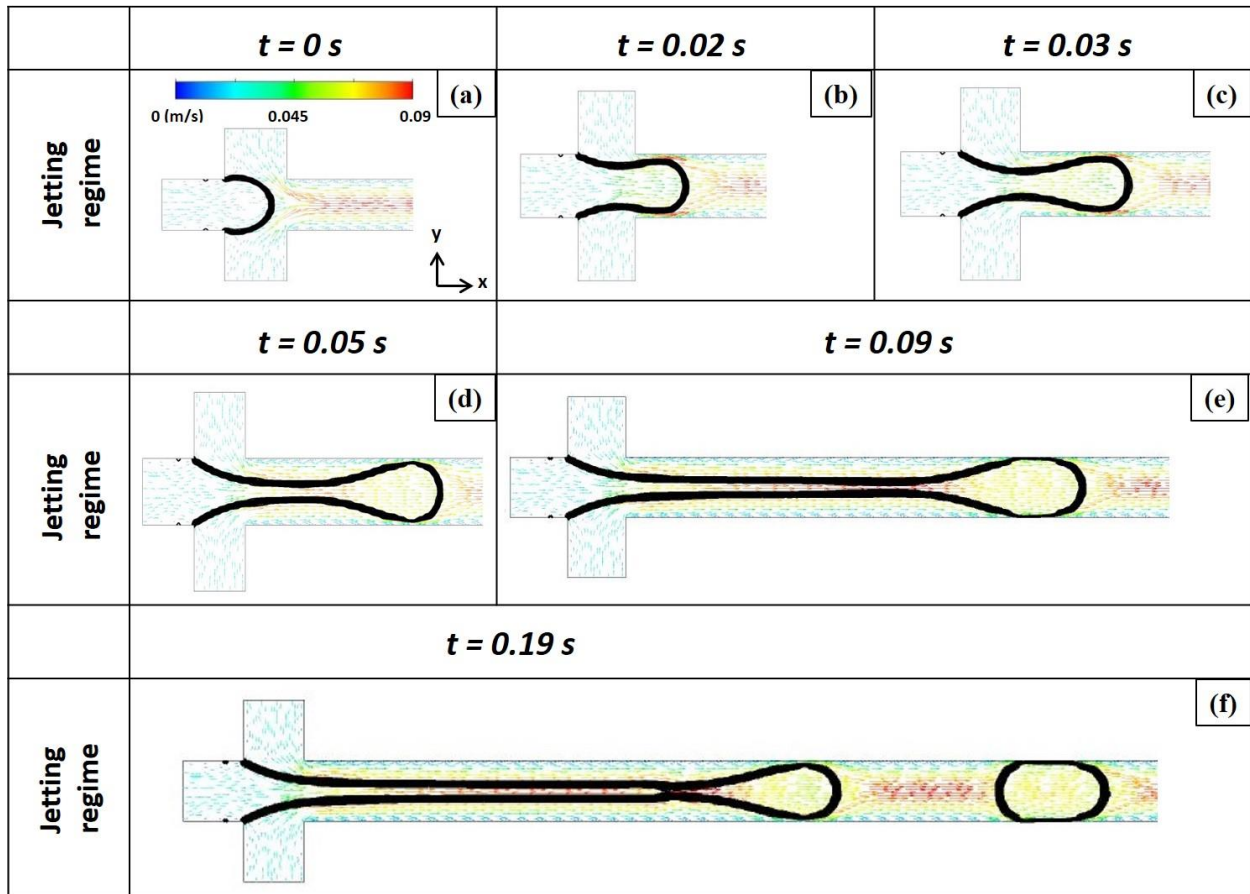 t = 0 s
t = 0.02 s
t = 0.03 s
Jetting
regime
0 (m/s)
0.045
0.09
(a)
y
x
(b)
(c)
t = 0.05 s
t = 0.09 s
Jetting
regime
(d)
(e)
t = 0.19 s
Jetting
regime
(f)